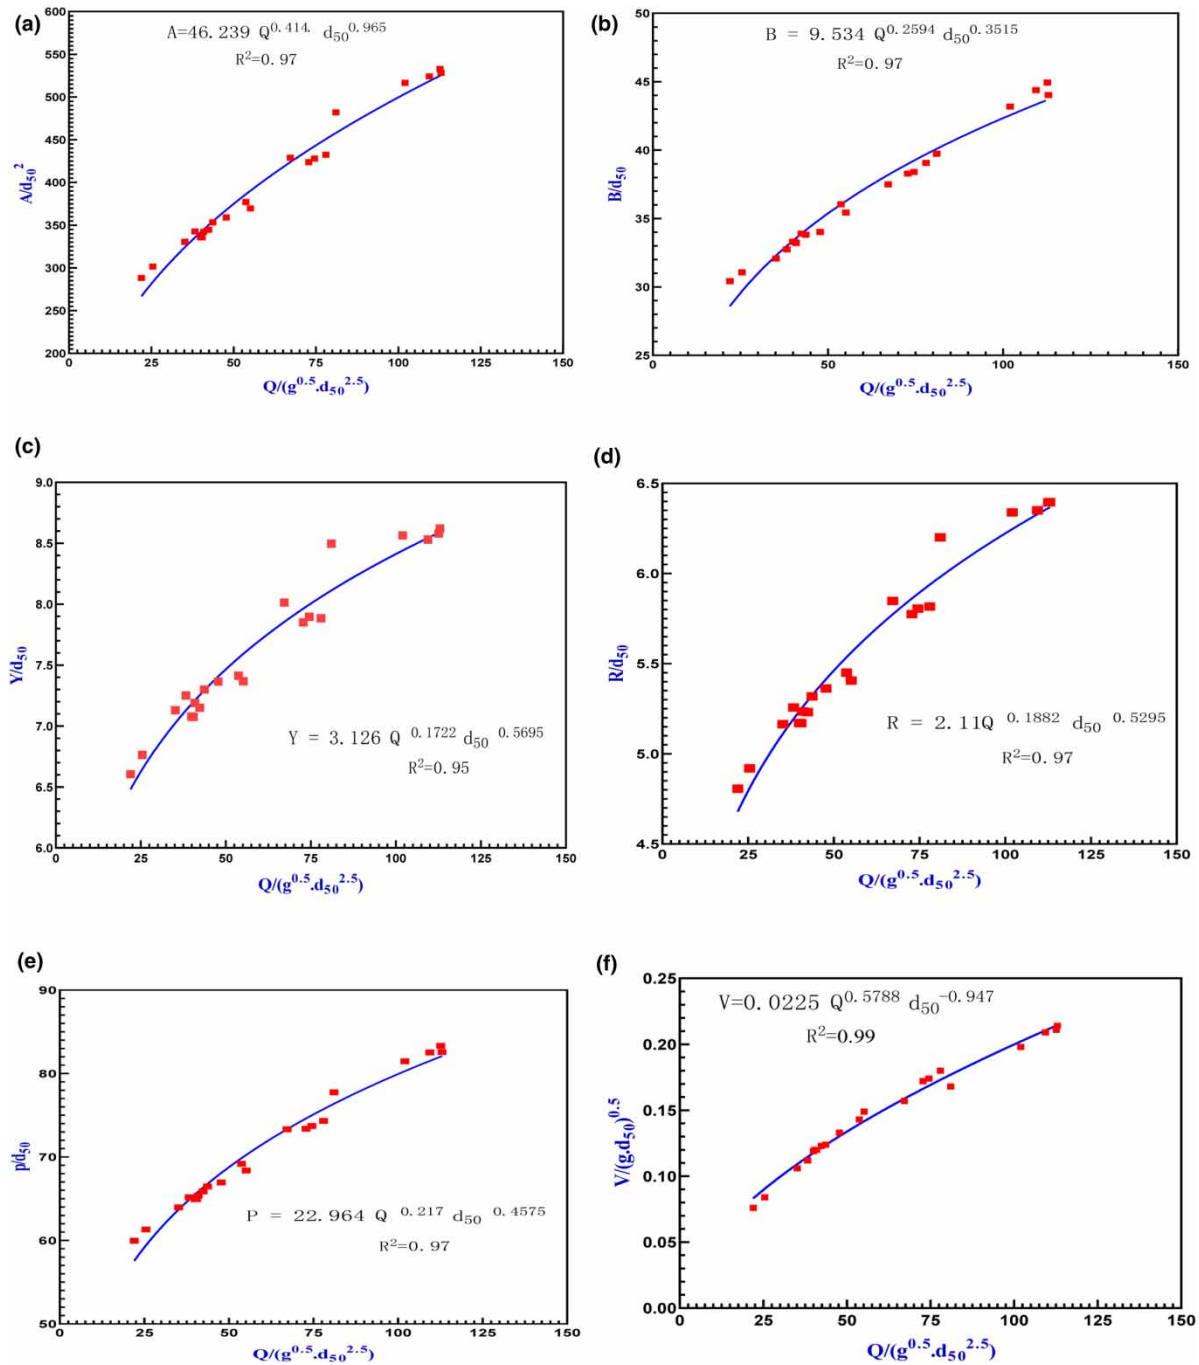 (a)
A=46.239 Q^0.414. d50^0.965
R²=0.97
600
550
500
450
400
350
300
250
200
A/d50²
0 25 50 75 100 125 150
Q/(g^0.5.d50^2.5)
(b)
B = 9.534 Q^0.2594 d50^0.3515
R²=0.97
50
45
40
35
30
25
B/d50
0 50 100 150
Q/(g^0.5.d50^2.5)
(c)
9.0
8.5
8.0
7.5
7.0
6.5
6.0
Y/d50
Y = 3.126 Q^0.1722 d50^0.5695
R²=0.95
0 25 50 75 100 125 150
Q/(g^0.5.d50^2.5)
(d)
6.5
6.0
5.5
5.0
4.5
R/d50
R = 2.11Q^0.1882 d50^0.5295
R²=0.97
0 25 50 75 100 125 150
Q/(g^0.5.d50^2.5)
(e)
90
80
70
60
50
p/d50
P = 22.964 Q^0.217 d50^0.4575
R²=0.97
0 25 50 75 100 125 150
Q/(g^0.5.d50^2.5)
(f)
V=0.0225 Q^0.5788 d50^-0.947
R²=0.99
0.25
0.20
0.15
0.10
0.05
0.00
V/(g.d50)^0.5
0 25 50 75 100 125 150
Q/(g^0.5.d50^2.5)